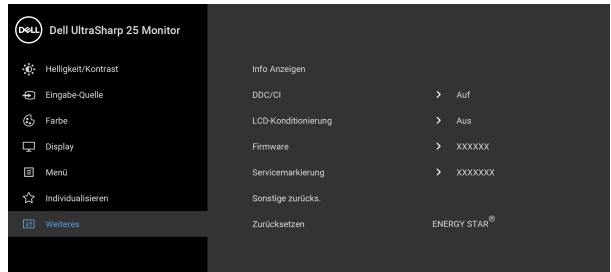 DELL Dell UltraSharp 25 Monitor
Helligkeit/Kontrast
Info Anzeigen
Eingabe-Quelle
DDC/CI > Auf
Farbe
LCD-Konditionierung > Aus
Display
Firmware > XXXXXX
Menü
Servicemarkierung > XXXXXXX
Individualisieren
Sonstige zurücks.
Weiteres
Zurücksetzen ENERGY STAR®